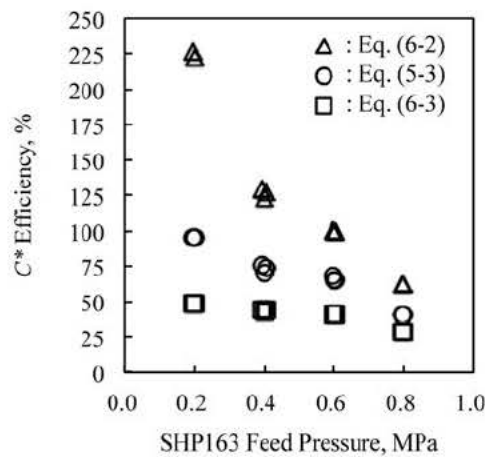 250
225
200
175
150
125
100
75
50
25
0
C* Efficiency, %
△ : Eq. (6-2)
○ : Eq. (5-3)
□ : Eq. (6-3)
0.0 0.2 0.4 0.6 0.8 1.0
SHP163 Feed Pressure, MPa